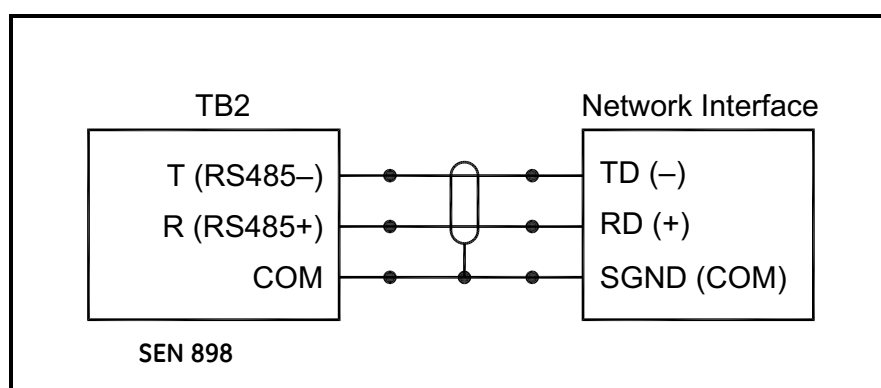 TB2
Network Interface
T (RS485–)
TD (–)
R (RS485+)
RD (+)
COM
SGND (COM)
SEN 898